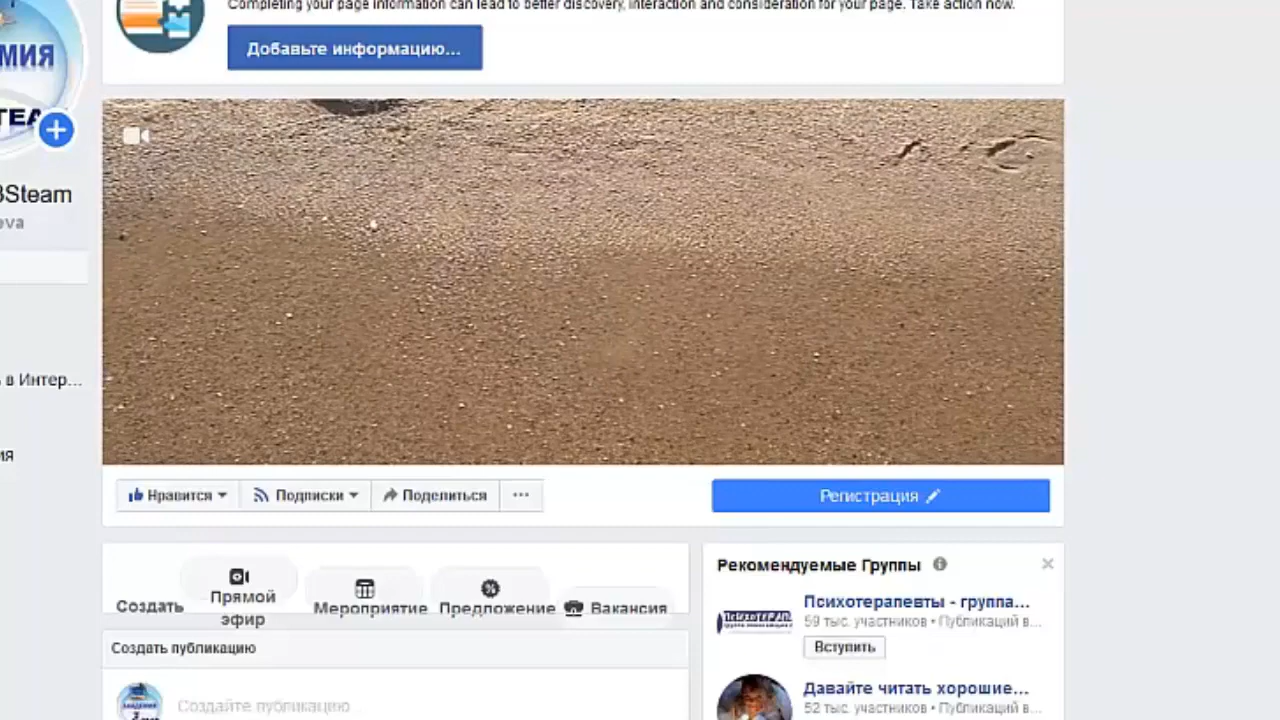 Completing your page information can lead to better discovery, interaction and consideration for your page. Take action now.
Добавьте информацию...
МИЯ
TEA
3Steam
eva
в Интер...
ия
Нравится
Подписки
Поделиться
Регистрация
Создать
Прямой
эфир
Мероприятие
Предложение
Вакансия
Создать публикацию
Создайте публикацию...
Рекомендуемые Группы
Психотерапевты - группа...
59 тыс. участников • Публикаций в...
Вступить
Давайте читать хорошие...
52 тыс. участников • Публикаций в...